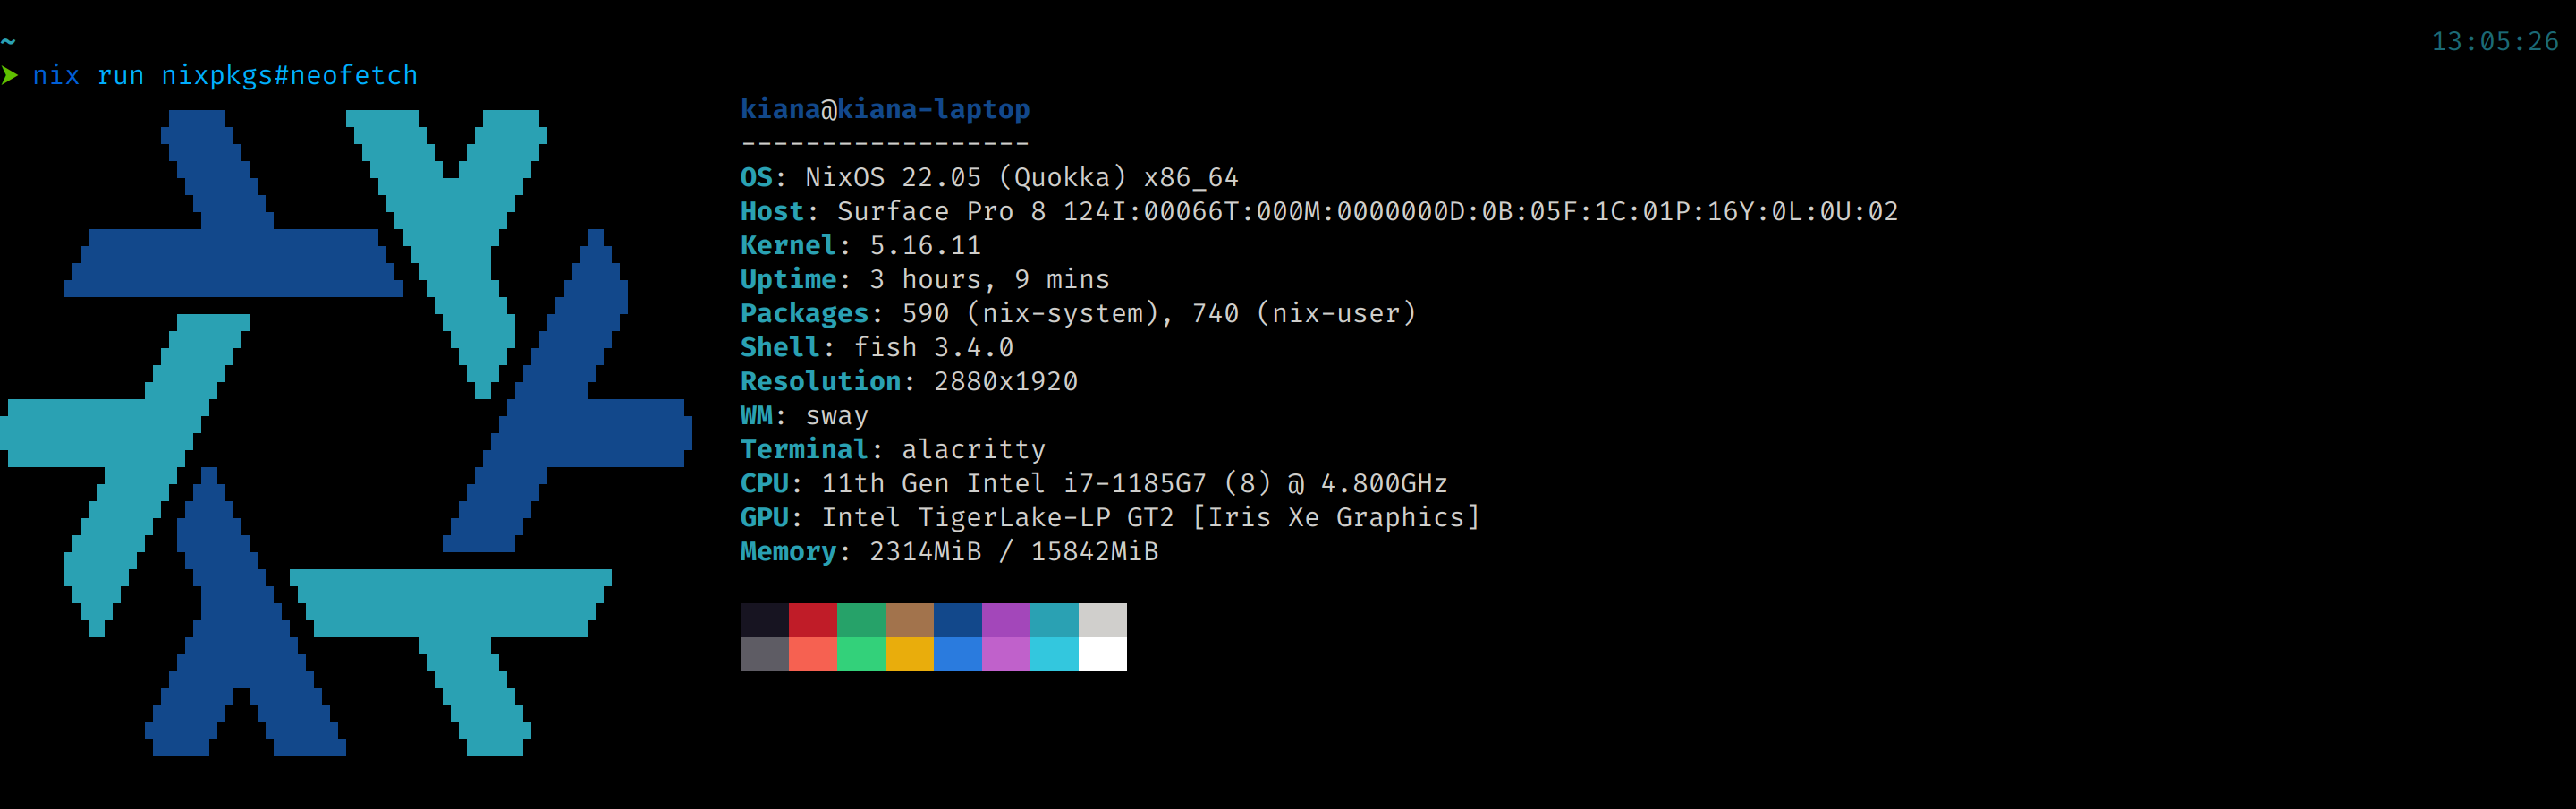 ~ 13:05:26
➤ nix run nixpkgs#neofetch
kiana@kiana-laptop
------------------
OS: NixOS 22.05 (Quokka) x86_64
Host: Surface Pro 8 124I:00066T:000M:0000000D:0B:05F:1C:01P:16Y:0L:0U:02
Kernel: 5.16.11
Uptime: 3 hours, 9 mins
Packages: 590 (nix-system), 740 (nix-user)
Shell: fish 3.4.0
Resolution: 2880x1920
WM: sway
Terminal: alacritty
CPU: 11th Gen Intel i7-1185G7 (8) @ 4.800GHz
GPU: Intel TigerLake-LP GT2 [Iris Xe Graphics]
Memory: 2314MiB / 15842MiB